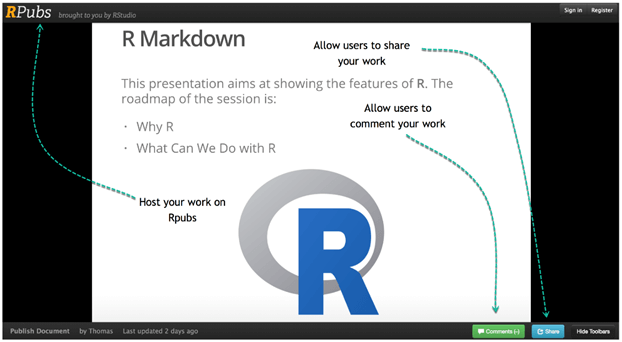 RPubs brought to you by RStudio
Sign in Register
R Markdown
Allow users to share
your work
This presentation aims at showing the features of R. The
roadmap of the session is:
• Why R
• What Can We Do with R
Allow users to
comment your work
Host your work on
Rpubs
R
Publish Document by Thomas Last updated 2 days ago
Comments (-) Share Hide Toolbars